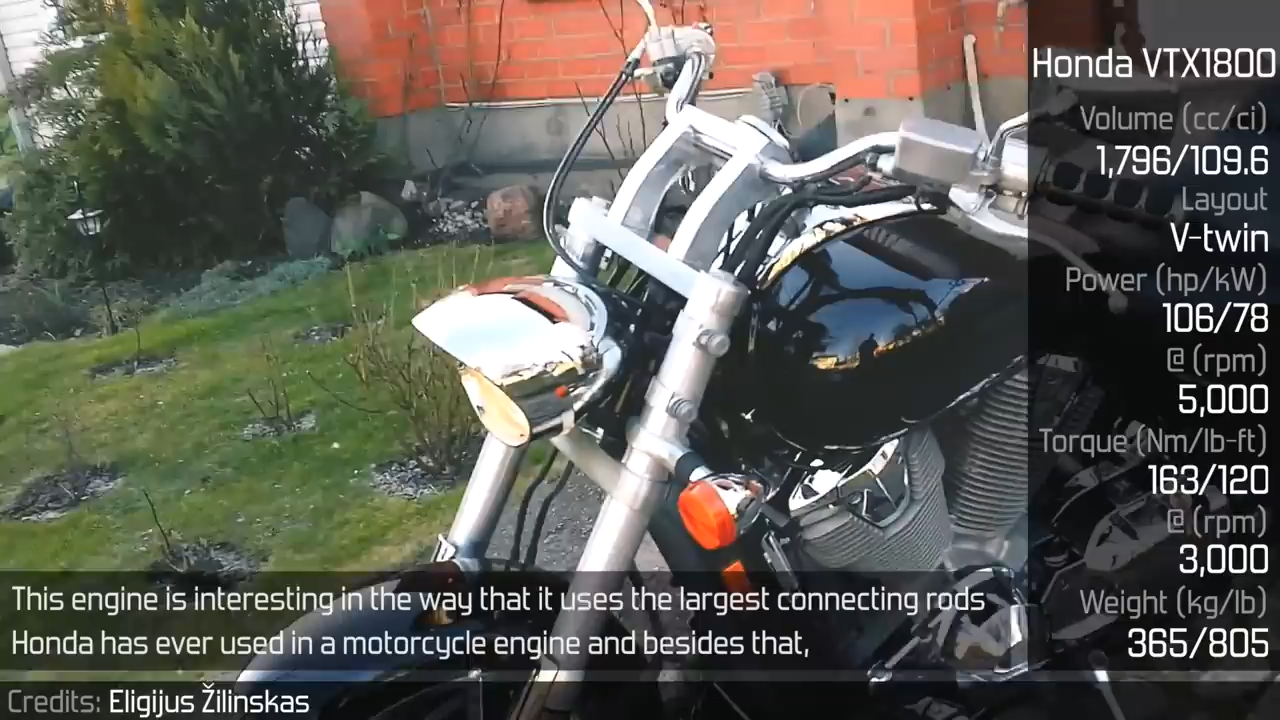 Honda VTX1800
Volume (cc/ci)
1,796/109.6
Layout
V-twin
Power (hp/kW)
106/78
@ (rpm)
5,000
Torque (Nm/lb-ft)
163/120
@ (rpm)
3,000
Weight (kg/lb)
365/805
This engine is interesting in the way that it uses the largest connecting rods
Honda has ever used in a motorcycle engine and besides that,
Credits: Eligijus Žilinskas